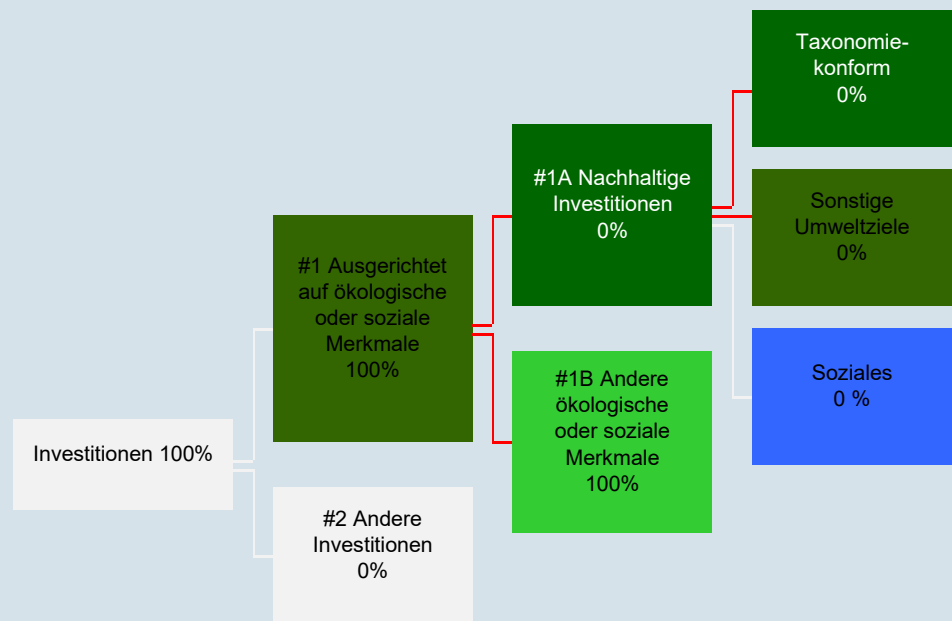 Investitionen 100%
#1 Ausgerichtet
auf ökologische
oder soziale
Merkmale
100%
#2 Andere
Investitionen
0%
#1A Nachhaltige
Investitionen
0%
#1B Andere
ökologische
oder soziale
Merkmale
100%
Taxonomie-
konform
0%
Sonstige
Umweltziele
0%
Soziales
0 %